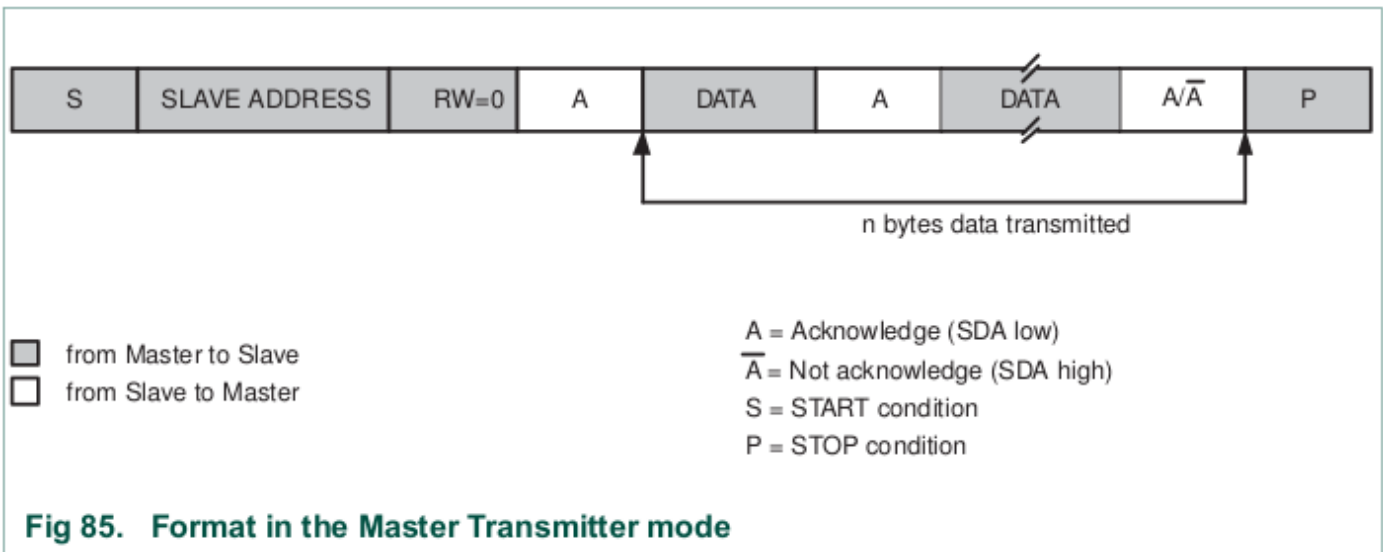 S SLAVE ADDRESS RW=0 A DATA A DATA A/A̅ P
n bytes data transmitted
from Master to Slave
from Slave to Master
A = Acknowledge (SDA low)
A̅ = Not acknowledge (SDA high)
S = START condition
P = STOP condition
Fig 85. Format in the Master Transmitter mode